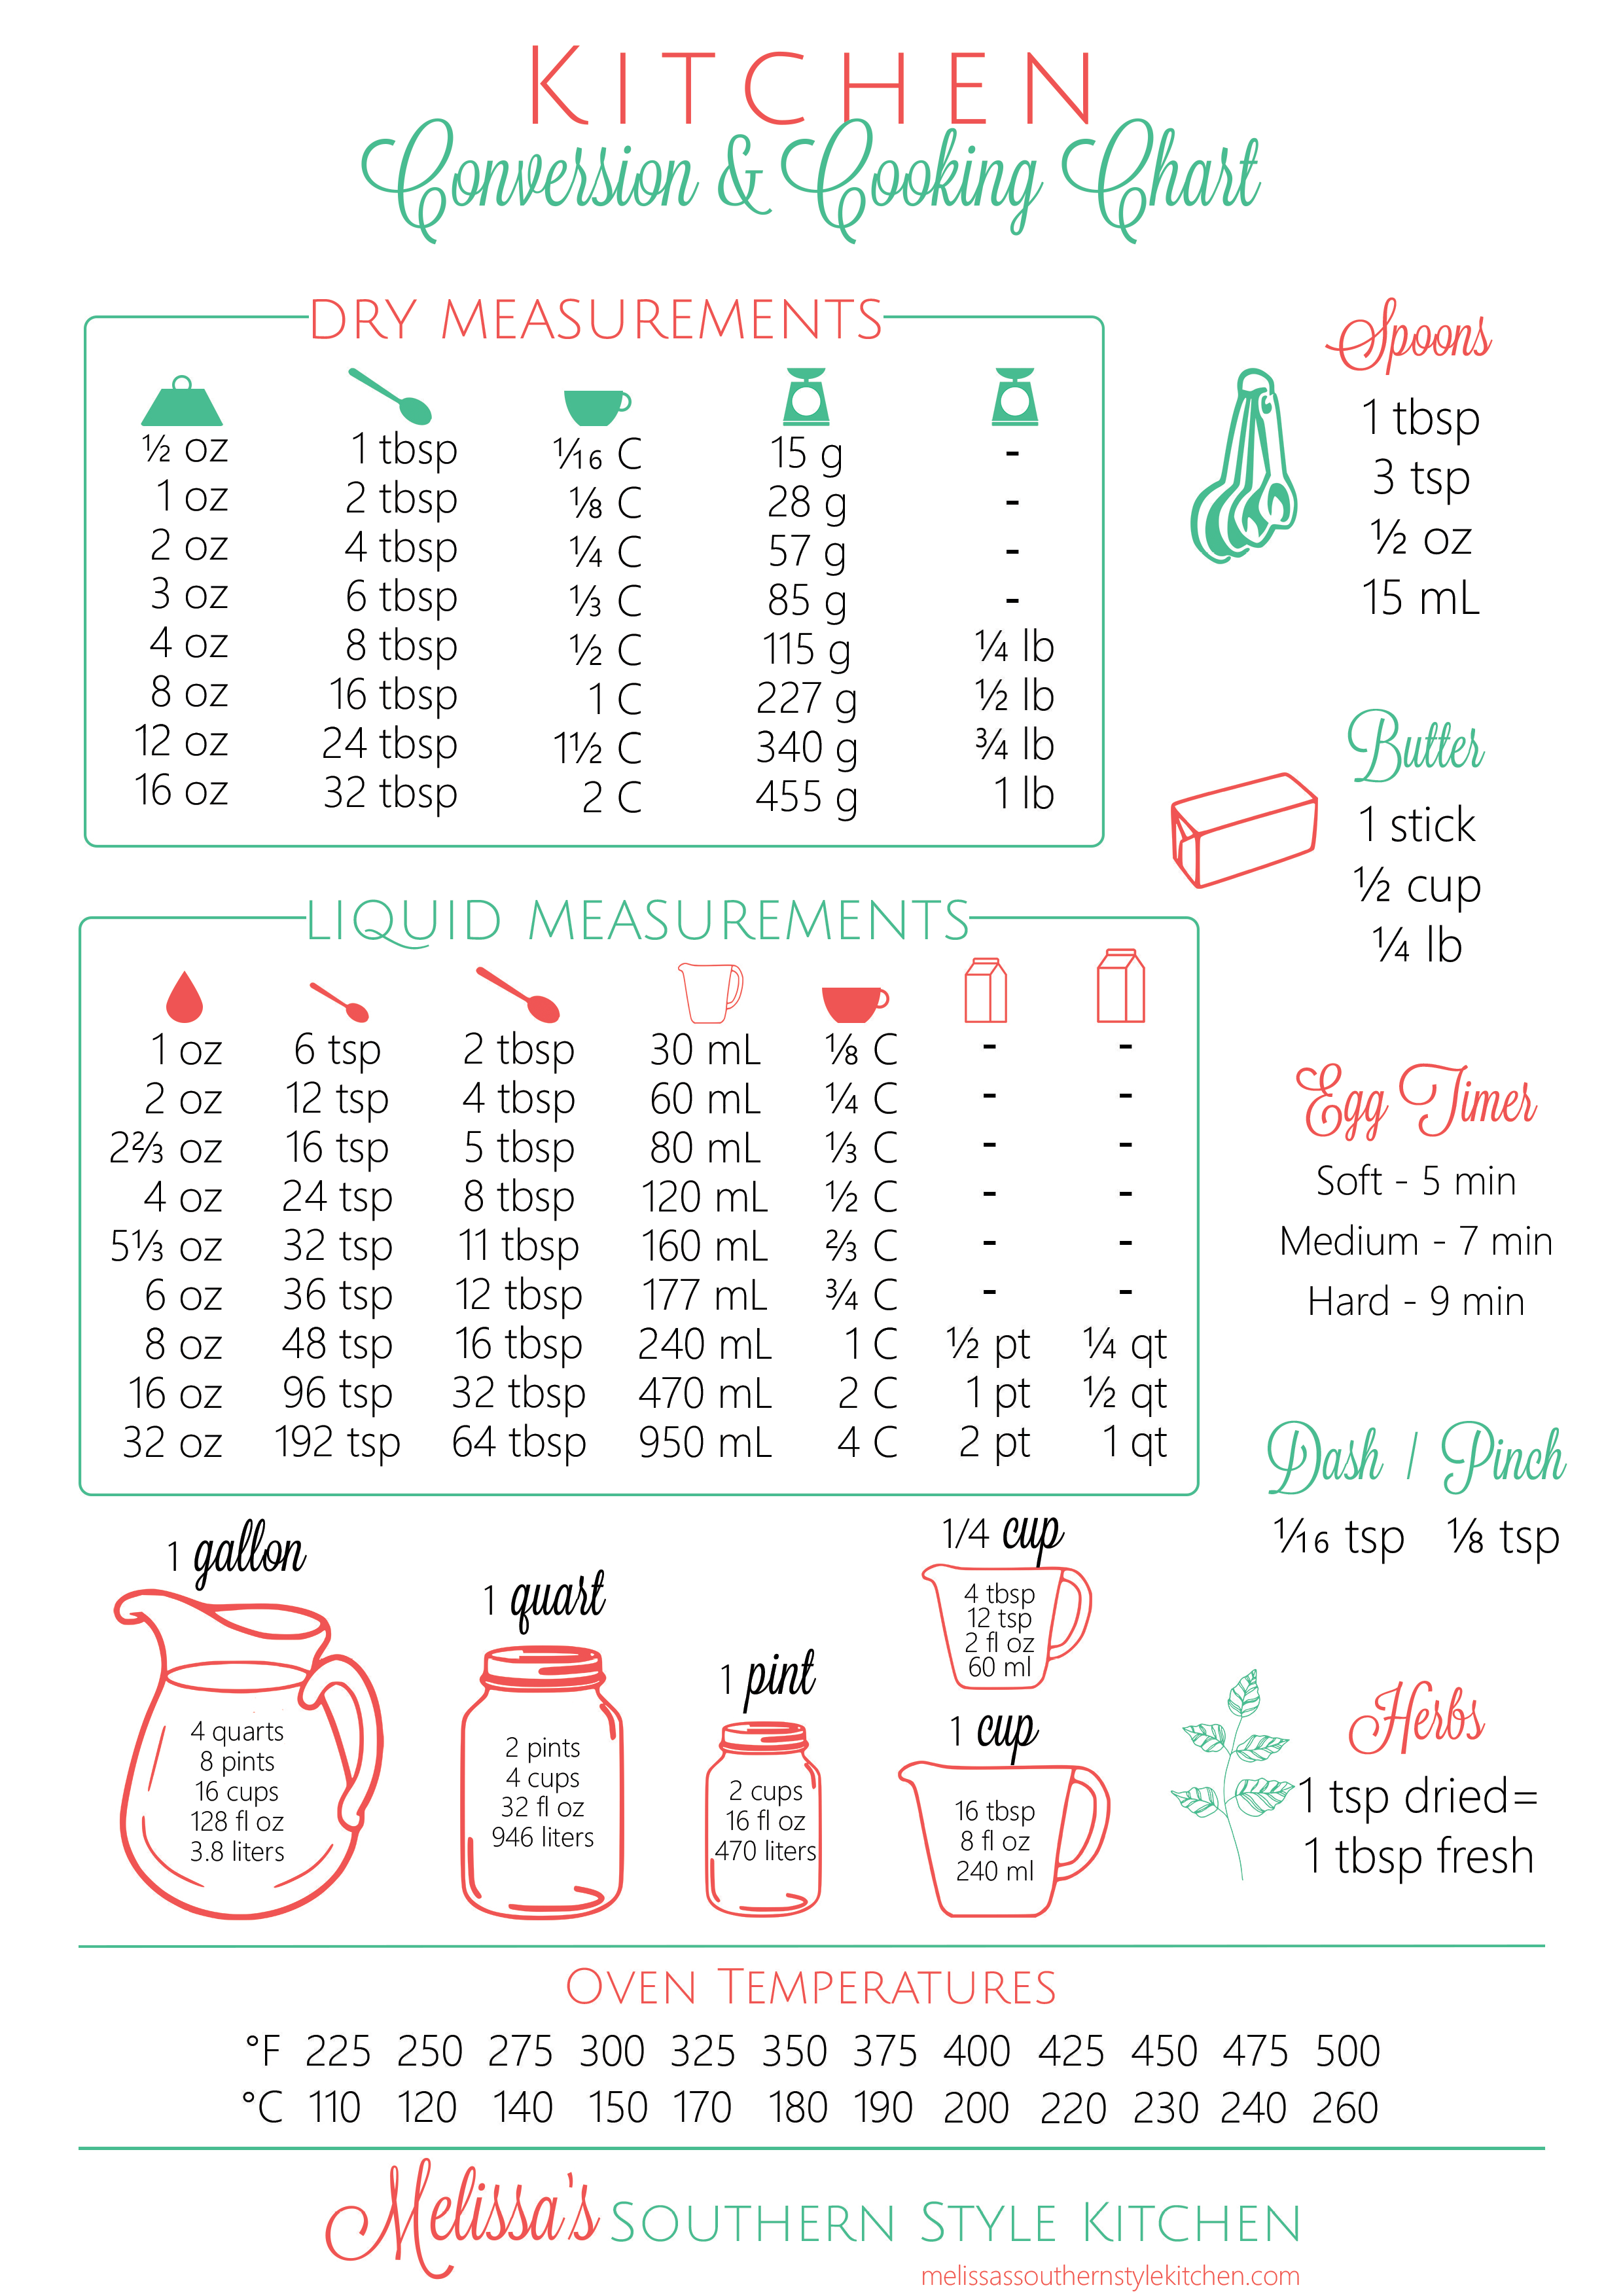 KITCHEN
Conversion & Cooking Chart
DRY MEASUREMENTS
½ oz 1 tbsp 1⁄16 C 15 g -
1 oz 2 tbsp ⅛ C 28 g -
2 oz 4 tbsp ¼ C 57 g -
3 oz 6 tbsp ⅓ C 85 g -
4 oz 8 tbsp ½ C 115 g ¼ lb
8 oz 16 tbsp 1 C 227 g ½ lb
12 oz 24 tbsp 1½ C 340 g ¾ lb
16 oz 32 tbsp 2 C 455 g 1 lb
Spoons
1 tbsp
3 tsp
½ oz
15 mL
Butter
1 stick
½ cup
¼ lb
LIQUID MEASUREMENTS
1 oz 6 tsp 2 tbsp 30 mL ⅛ C - -
2 oz 12 tsp 4 tbsp 60 mL ¼ C - -
2⅔ oz 16 tsp 5 tbsp 80 mL ⅓ C - -
4 oz 24 tsp 8 tbsp 120 mL ½ C - -
5⅓ oz 32 tsp 11 tbsp 160 mL ⅔ C - -
6 oz 36 tsp 12 tbsp 177 mL ¾ C - -
8 oz 48 tsp 16 tbsp 240 mL 1 C ½ pt ¼ qt
16 oz 96 tsp 32 tbsp 470 mL 2 C 1 pt ½ qt
32 oz 192 tsp 64 tbsp 950 mL 4 C 2 pt 1 qt
Egg Timer
Soft - 5 min
Medium - 7 min
Hard - 9 min
Dash / Pinch
1⁄16 tsp ⅛ tsp
1 gallon
4 quarts
8 pints
16 cups
128 fl oz
3.8 liters
1 quart
2 pints
4 cups
32 fl oz
946 liters
1 pint
2 cups
16 fl oz
470 liters
1/4 cup
4 tbsp
12 tsp
2 fl oz
60 ml
1 cup
16 tbsp
8 fl oz
240 ml
Herbs
1 tsp dried=
1 tbsp fresh
OVEN TEMPERATURES
°F 225 250 275 300 325 350 375 400 425 450 475 500
°C 110 120 140 150 170 180 190 200 220 230 240 260
Melissa's SOUTHERN STYLE KITCHEN
melissassouthernstylekitchen.com